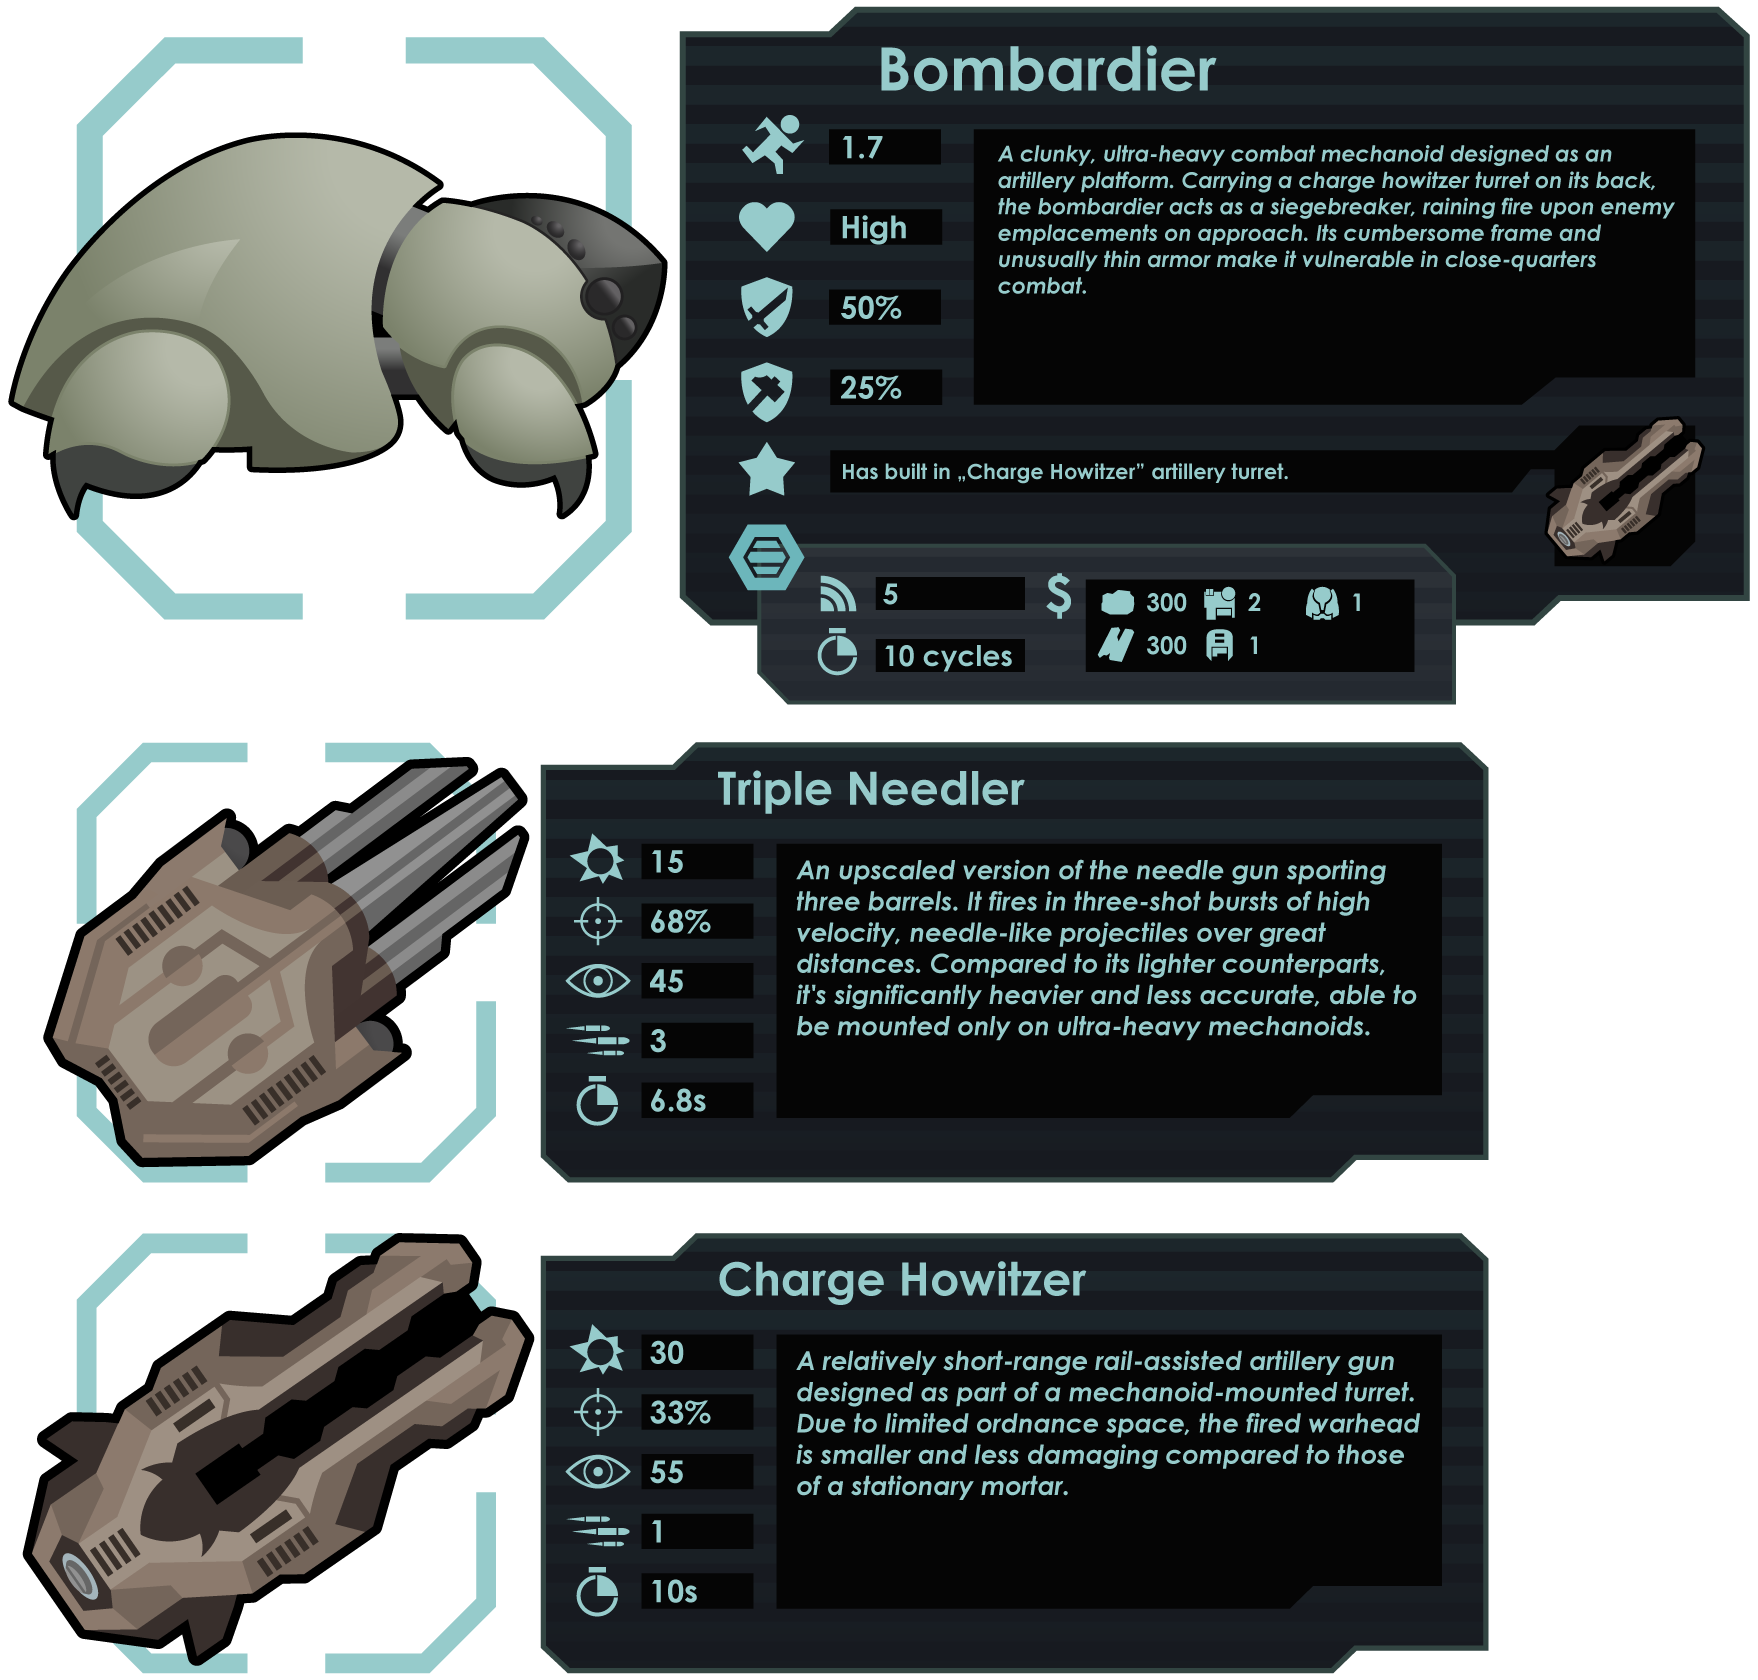 Bombardier
1.7
High
50%
25%
A clunky, ultra-heavy combat mechanoid designed as an
artillery platform. Carrying a charge howitzer turret on its back,
the bombardier acts as a siegebreaker, raining fire upon enemy
emplacements on approach. Its cumbersome frame and
unusually thin armor make it vulnerable in close-quarters
combat.
Has built in „Charge Howitzer” artillery turret.
5
10 cycles
$ 300 2 1
300 1
Triple Needler
15
68%
45
3
6.8s
An upscaled version of the needle gun sporting
three barrels. It fires in three-shot bursts of high
velocity, needle-like projectiles over great
distances. Compared to its lighter counterparts,
it's significantly heavier and less accurate, able to
be mounted only on ultra-heavy mechanoids.
Charge Howitzer
30
33%
55
1
10s
A relatively short-range rail-assisted artillery gun
designed as part of a mechanoid-mounted turret.
Due to limited ordnance space, the fired warhead
is smaller and less damaging compared to those
of a stationary mortar.